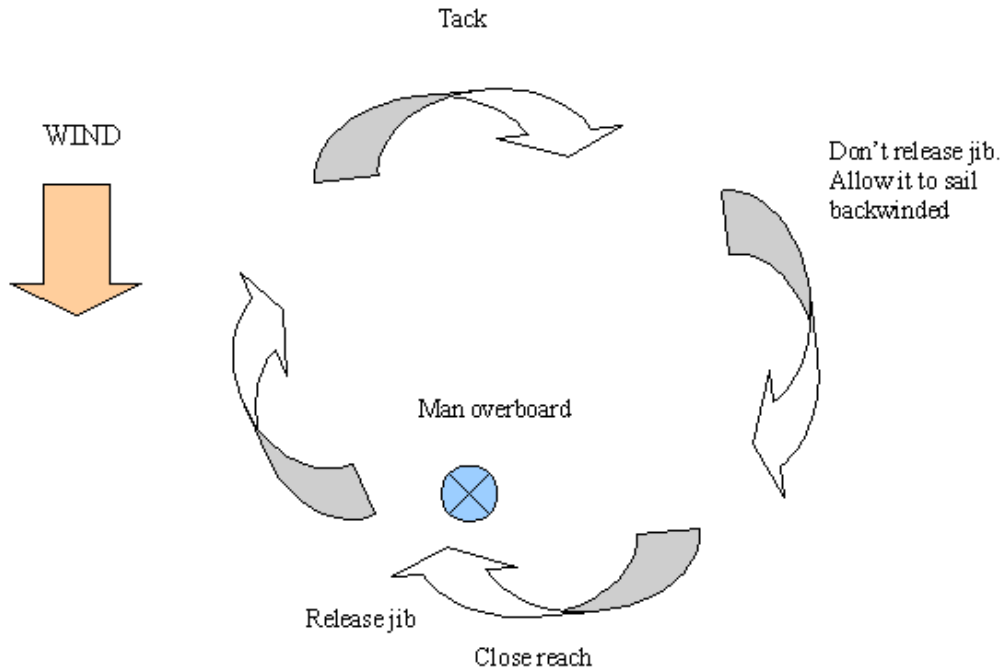 Tack
WIND
Don't release jib.
Allow it to sail
backwinded
Man overboard
Release jib
Close reach